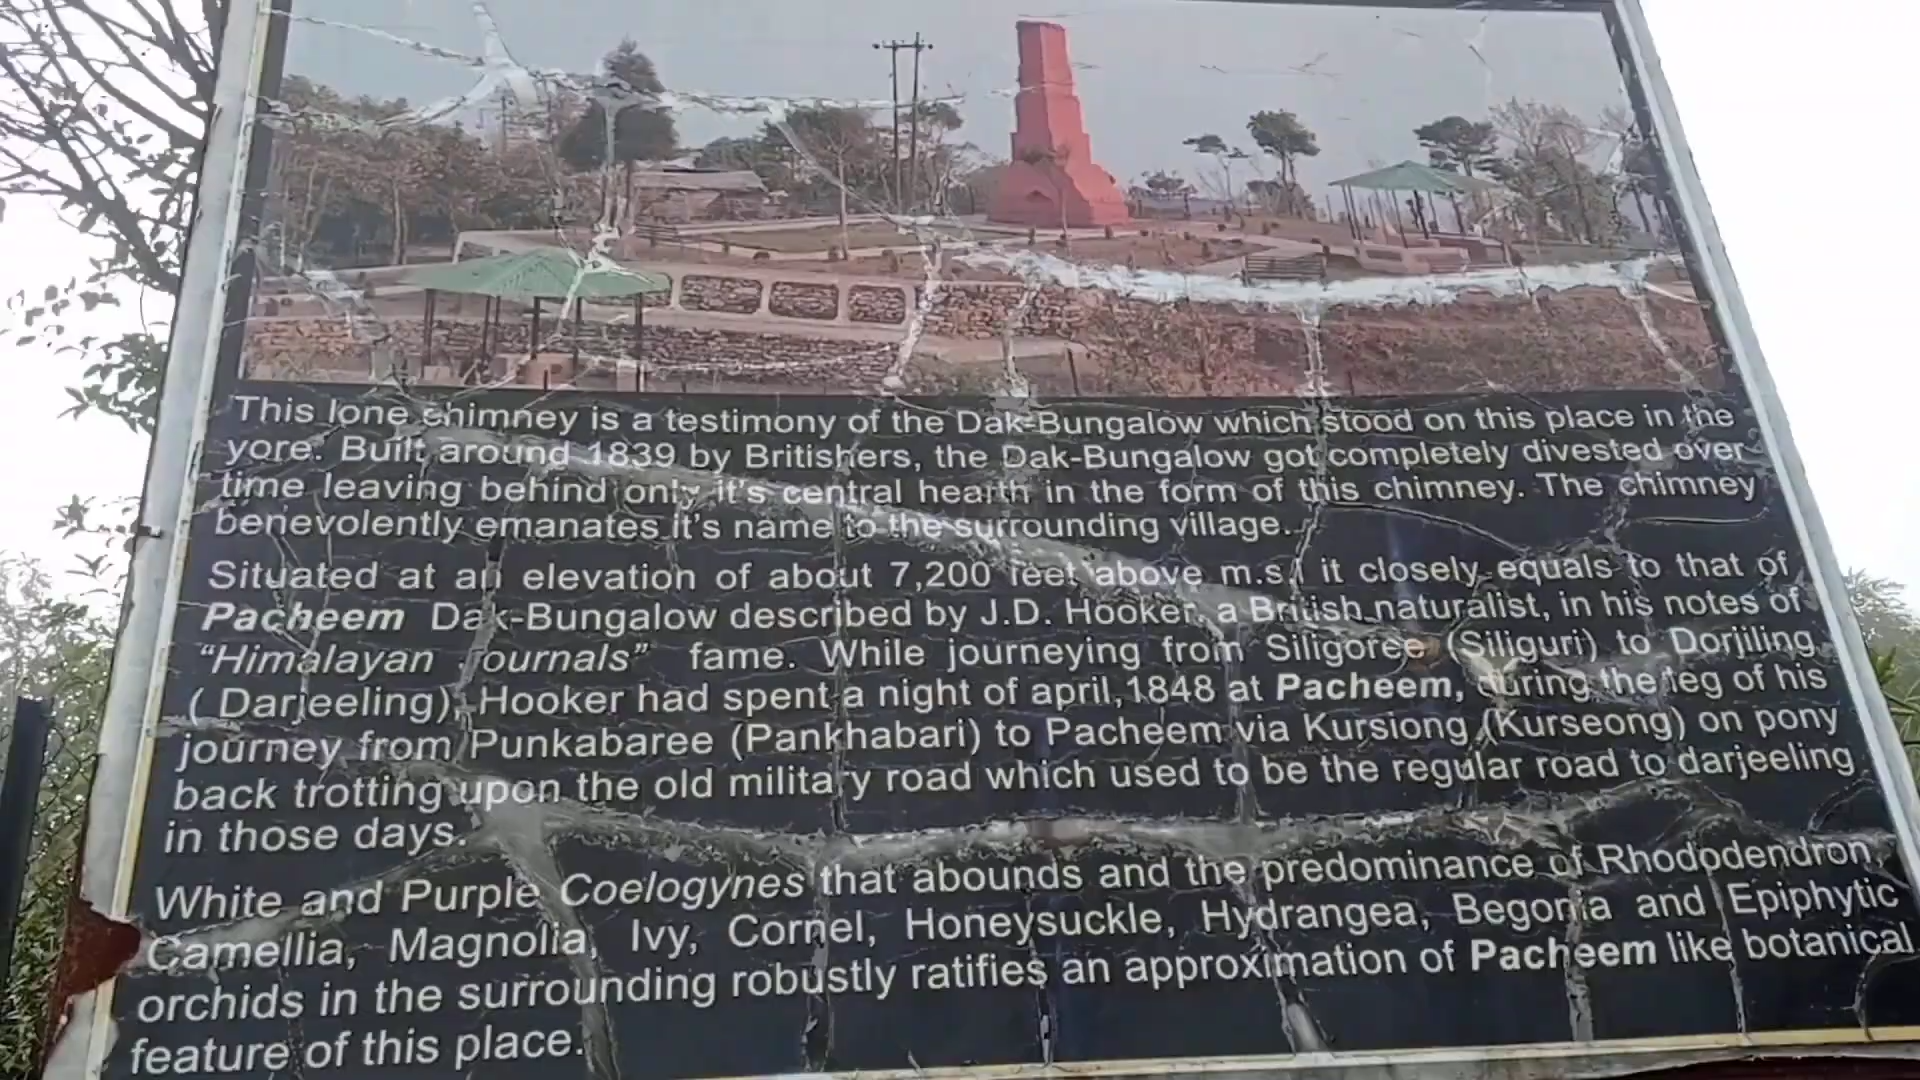 This lone chimney is a testimony of the Dak-Bungalow which stood on this place in the
yore. Built around 1839 by Britishers, the Dak-Bungalow got completely divested over
time leaving behind only it's central hearth in the form of this chimney. The chimney
benevolently emanates it's name to the surrounding village.
Situated at an elevation of about 7,200 feet above m.s.l it closely equals to that of
Pacheem Dak-Bungalow described by J.D. Hooker, a British naturalist, in his notes of
"Himalayan Journals" fame. While journeying from Siligoree (Siliguri) to Dorjiling
( Darjeeling), Hooker had spent a night of april,1848 at Pacheem, during the leg of his
journey from Punkabaree (Pankhabari) to Pacheem via Kursiong (Kurseong) on pony
back trotting upon the old military road which used to be the regular road to darjeeling
in those days.
White and Purple Coelogynes that abounds and the predominance of Rhododendron,
Camellia, Magnolia, Ivy, Cornel, Honeysuckle, Hydrangea, Begonia and Epiphytic
orchids in the surrounding robustly ratifies an approximation of Pacheem like botanical
feature of this place.